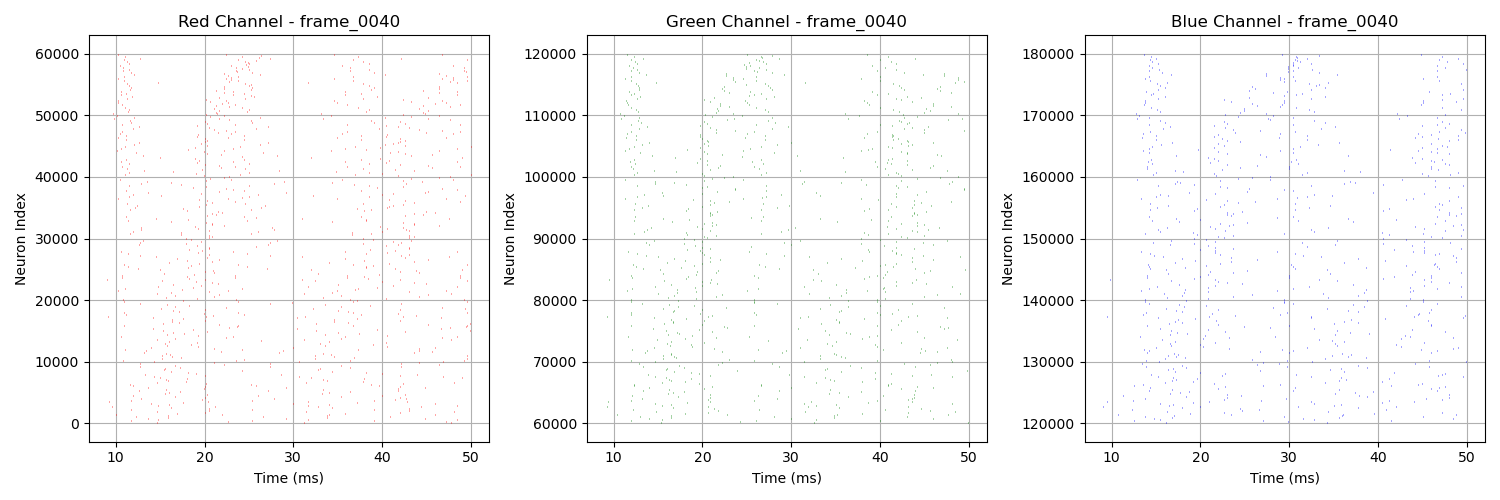 Red Channel - frame_0040
Neuron Index
60000
50000
40000
30000
20000
10000
0
10 20 30 40 50
Time (ms)
Green Channel - frame_0040
Neuron Index
120000
110000
100000
90000
80000
70000
60000
10 20 30 40 50
Time (ms)
Blue Channel - frame_0040
Neuron Index
180000
170000
160000
150000
140000
130000
120000
10 20 30 40 50
Time (ms)